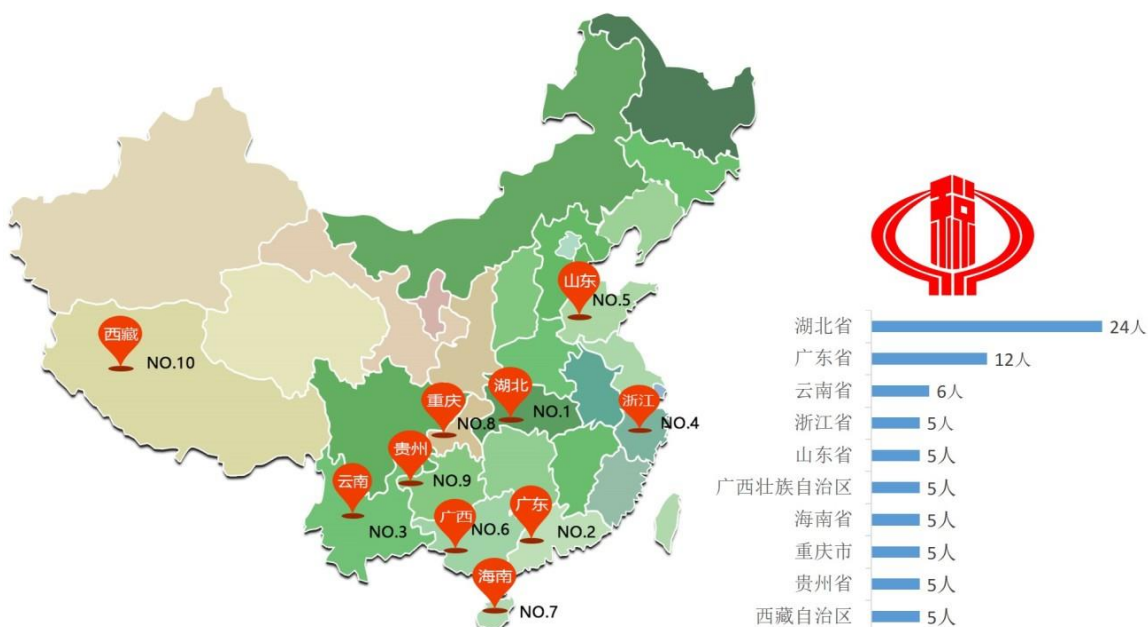 山东
NO.5
西藏
NO.10
湖北
NO.1
重庆
NO.8
浙江
NO.4
贵州
NO.9
云南
NO.3
广西
NO.6
广东
NO.2
海南
NO.7
湖北省 24人
广东省 12人
云南省 6人
浙江省 5人
山东省 5人
广西壮族自治区 5人
海南省 5人
重庆市 5人
贵州省 5人
西藏自治区 5人